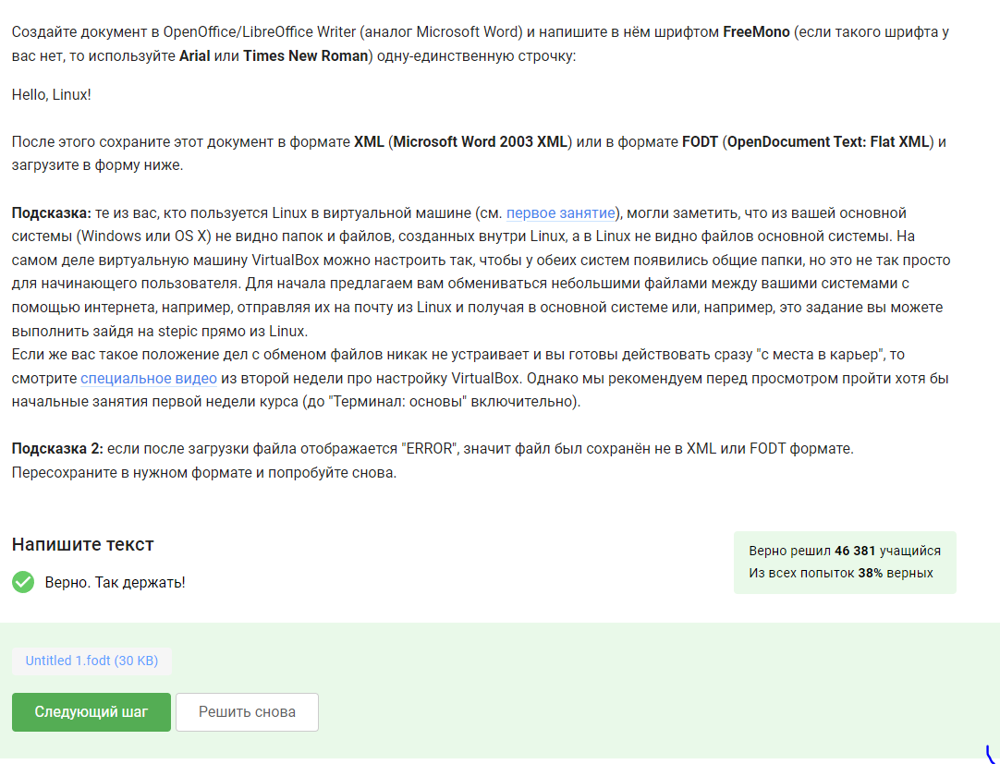 Создайте документ в OpenOffice/LibreOffice Writer (аналог Microsoft Word) и напишите в нём шрифтом FreeMono (если такого шрифта у
вас нет, то используйте Arial или Times New Roman) одну-единственную строчку:
Hello, Linux!
После этого сохраните этот документ в формате XML (Microsoft Word 2003 XML) или в формате FODT (OpenDocument Text: Flat XML) и
загрузите в форму ниже.
Подсказка: те из вас, кто пользуется Linux в виртуальной машине (см. первое занятие), могли заметить, что из вашей основной
системы (Windows или OS X) не видно папок и файлов, созданных внутри Linux, а в Linux не видно файлов основной системы. На
самом деле виртуальную машину VirtualBox можно настроить так, чтобы у обеих систем появились общие папки, но это не так просто
для начинающего пользователя. Для начала предлагаем вам обмениваться небольшими файлами между вашими системами с
помощью интернета, например, отправляя их на почту из Linux и получая в основной системе или, например, это задание вы можете
выполнить зайдя на stepic прямо из Linux.
Если же вас такое положение дел с обменом файлов никак не устраивает и вы готовы действовать сразу "с места в карьер", то
смотрите специальное видео из второй недели про настройку VirtualBox. Однако мы рекомендуем перед просмотром пройти хотя бы
начальные занятия первой недели курса (до "Терминал: основы" включительно).
Подсказка 2: если после загрузки файла отображается "ERROR", значит файл был сохранён не в XML или FODT формате.
Пересохраните в нужном формате и попробуйте снова.
Напишите текст
Верно. Так держать!
Верно решил 46 381 учащийся
Из всех попыток 38% верных
Untitled 1.fodt (30 KB)
Следующий шаг
Решить снова